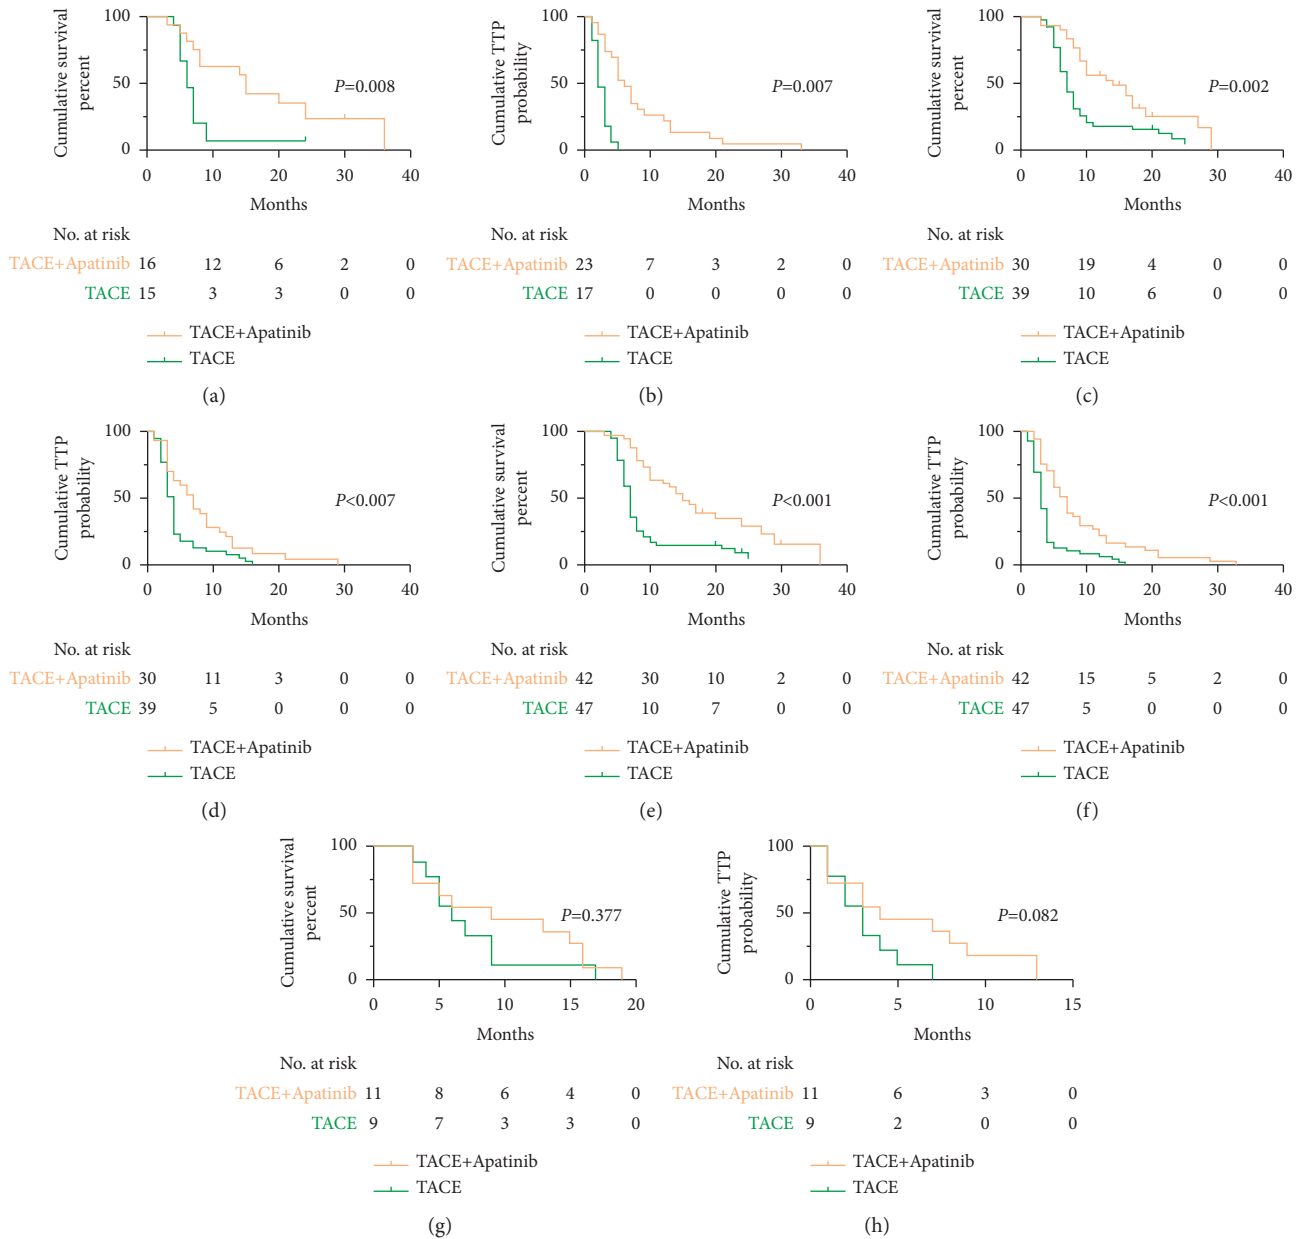 Cumulative survival
percent
100
50
0
P=0.008
0 10 20 30 40
Months
No. at risk
TACE+Apatinib 16 12 6 2 0
TACE 15 3 3 0 0
TACE+Apatinib
TACE
(a)
Cumulative TTP
probability
100
50
0
P=0.007
0 10 20 30 40
Months
No. at risk
TACE+Apatinib 23 7 3 2 0
TACE 17 0 0 0 0
TACE+Apatinib
TACE
(b)
Cumulative survival
percent
100
50
0
P=0.002
0 10 20 30 40
Months
No. at risk
TACE+Apatinib 30 19 4 0 0
TACE 39 10 6 0 0
TACE+Apatinib
TACE
(c)
Cumulative TTP
probability
100
50
0
P<0.007
0 10 20 30 40
Months
No. at risk
TACE+Apatinib 30 11 3 0 0
TACE 39 5 0 0 0
TACE+Apatinib
TACE
(d)
Cumulative survival
percent
100
50
0
P<0.001
0 10 20 30 40
Months
No. at risk
TACE+Apatinib 42 30 10 2 0
TACE 47 10 7 0 0
TACE+Apatinib
TACE
(e)
Cumulative TTP
probability
100
50
0
P<0.001
0 10 20 30 40
Months
No. at risk
TACE+Apatinib 42 15 5 2 0
TACE 47 5 0 0 0
TACE+Apatinib
TACE
(f)
Cumulative survival
percent
100
50
0
P=0.377
0 5 10 15 20
Months
No. at risk
TACE+Apatinib 11 8 6 4 0
TACE 9 7 3 3 0
TACE+Apatinib
TACE
(g)
Cumulative TTP
probability
100
50
0
P=0.082
0 5 10 15
Months
No. at risk
TACE+Apatinib 11 6 3 0
TACE 9 2 0 0
TACE+Apatinib
TACE
(h)